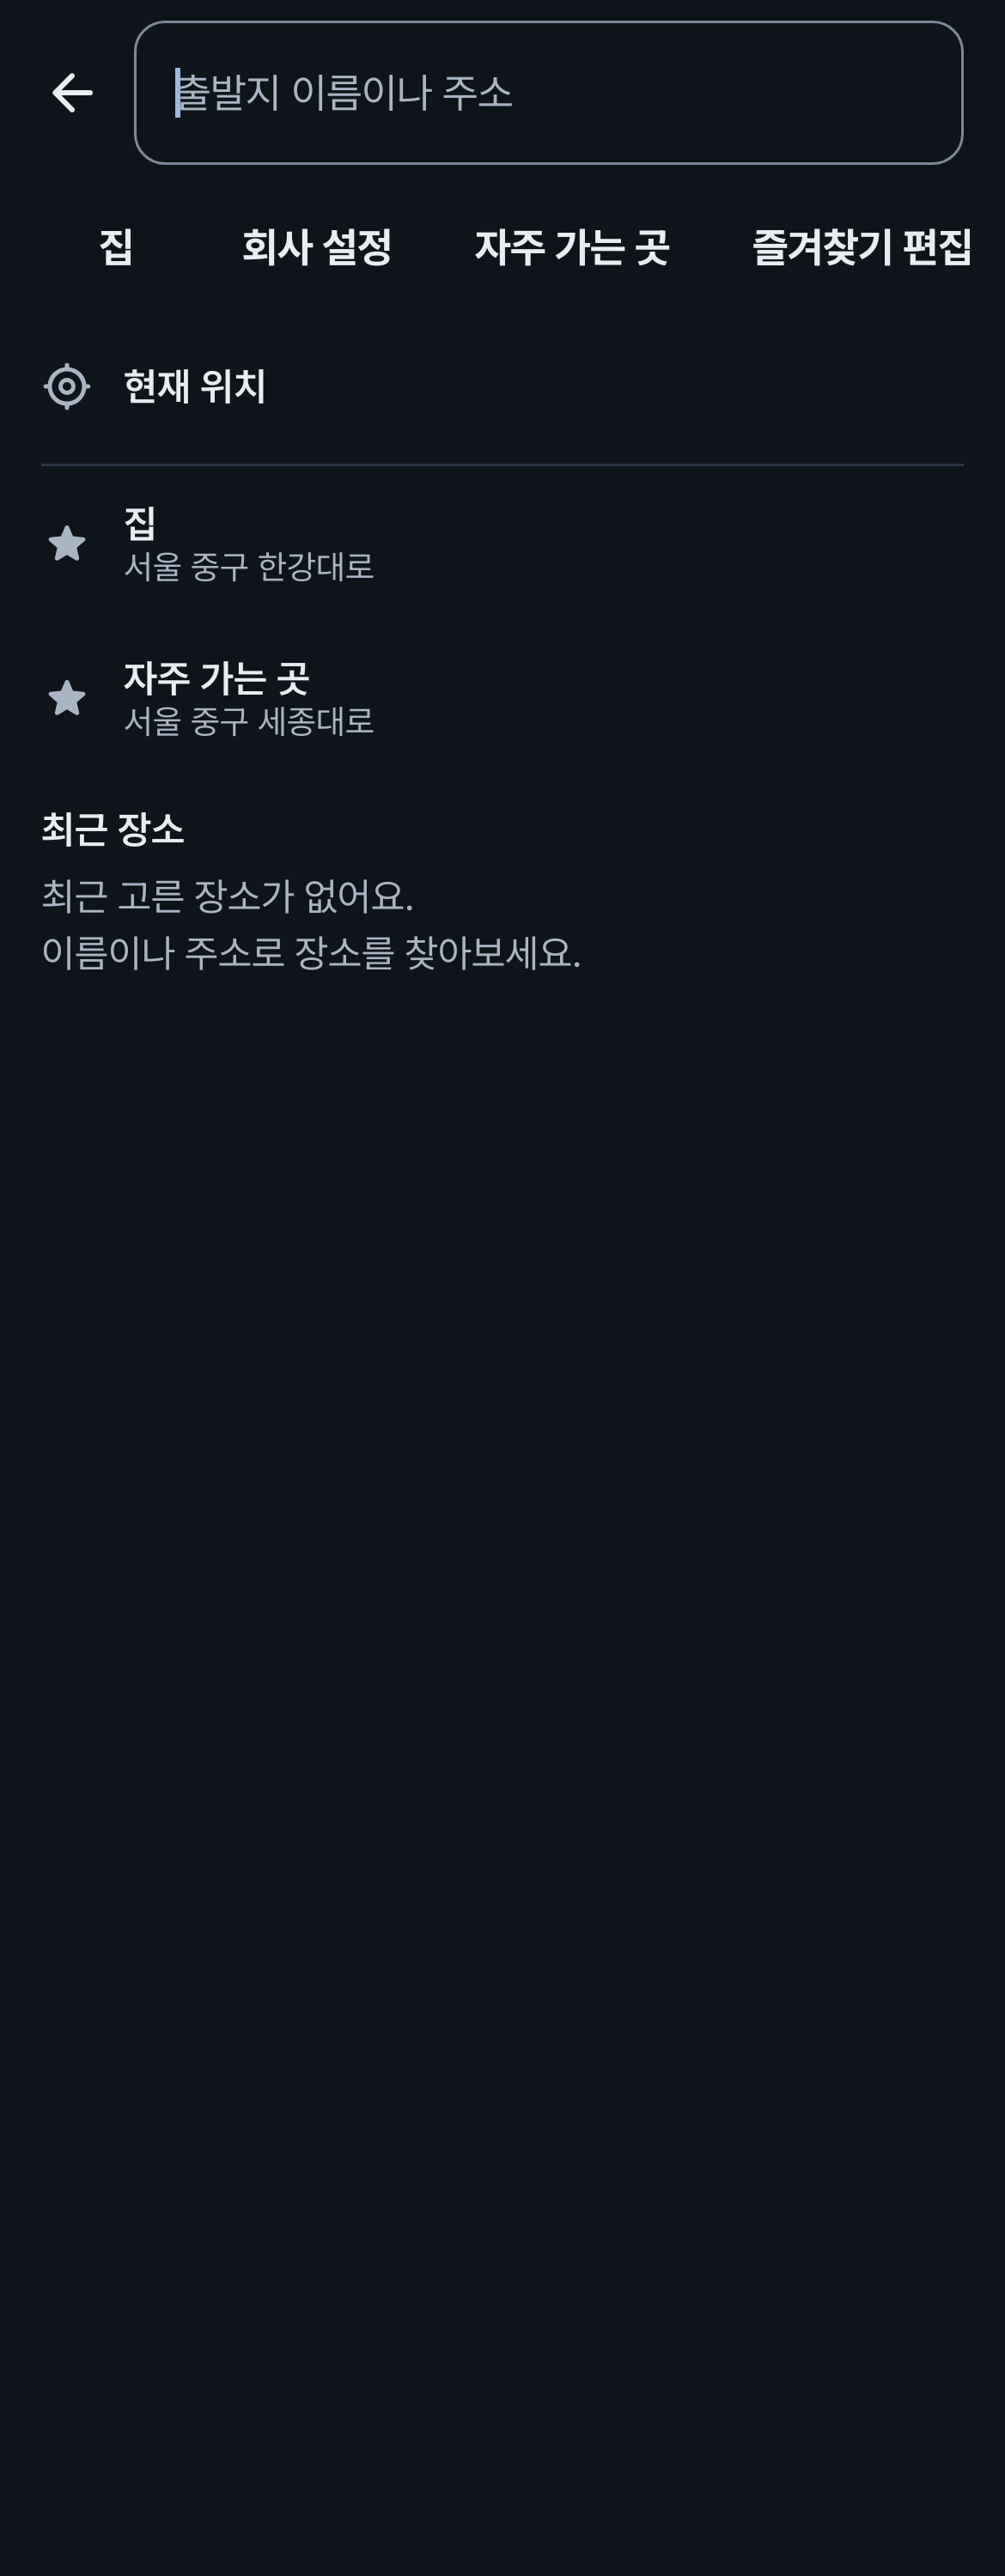 출발지 이름이나 주소
집 회사 설정 자주 가는 곳 즐겨찾기 편집
현재 위치
집
서울 중구 한강대로
자주 가는 곳
서울 중구 세종대로
최근 장소
최근 고른 장소가 없어요.
이름이나 주소로 장소를 찾아보세요.